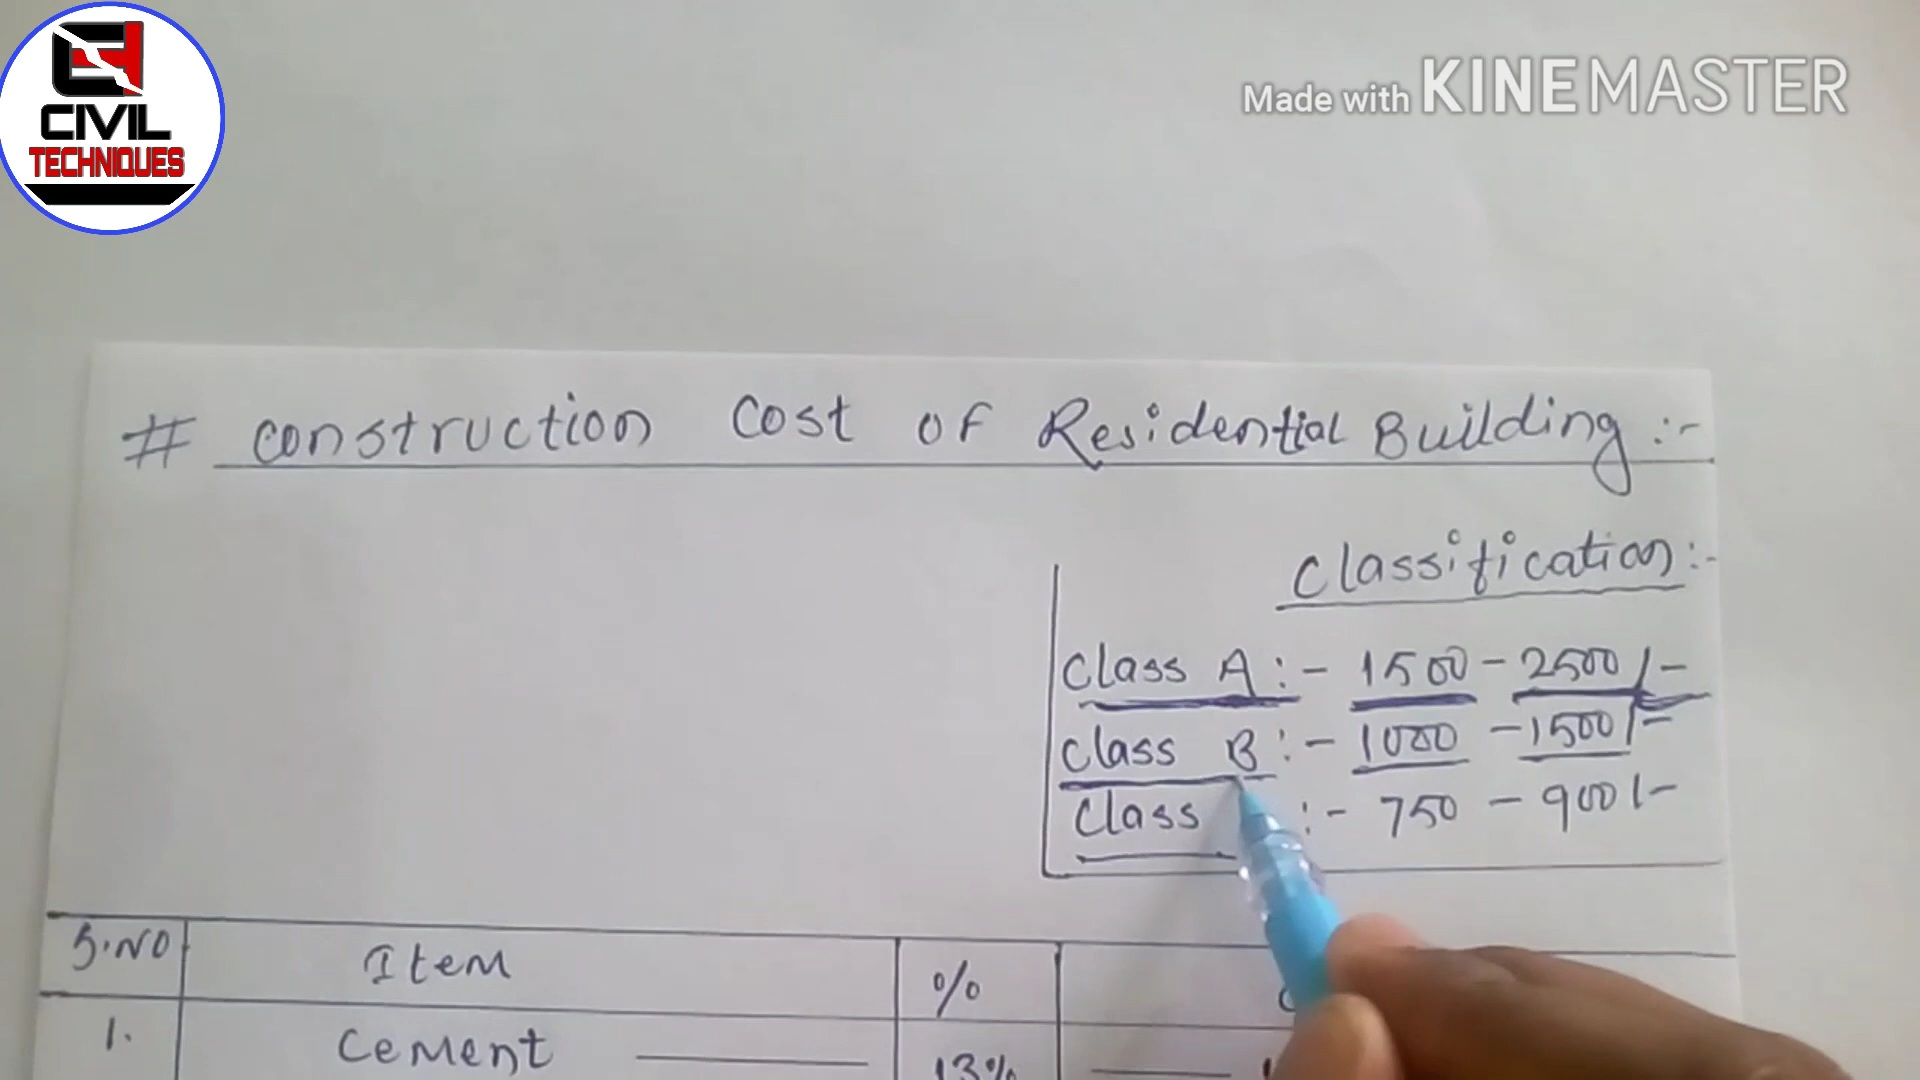 CIVIL
TECHNIQUES
Made with KINEMASTER
# Construction Cost of Residential Building :-
Classification :-
Class A :- 1500 - 2500/-
Class B :- 1000 - 1500/-
Class :- 750 - 900/-
S.NO Item %
1. Cement 13%